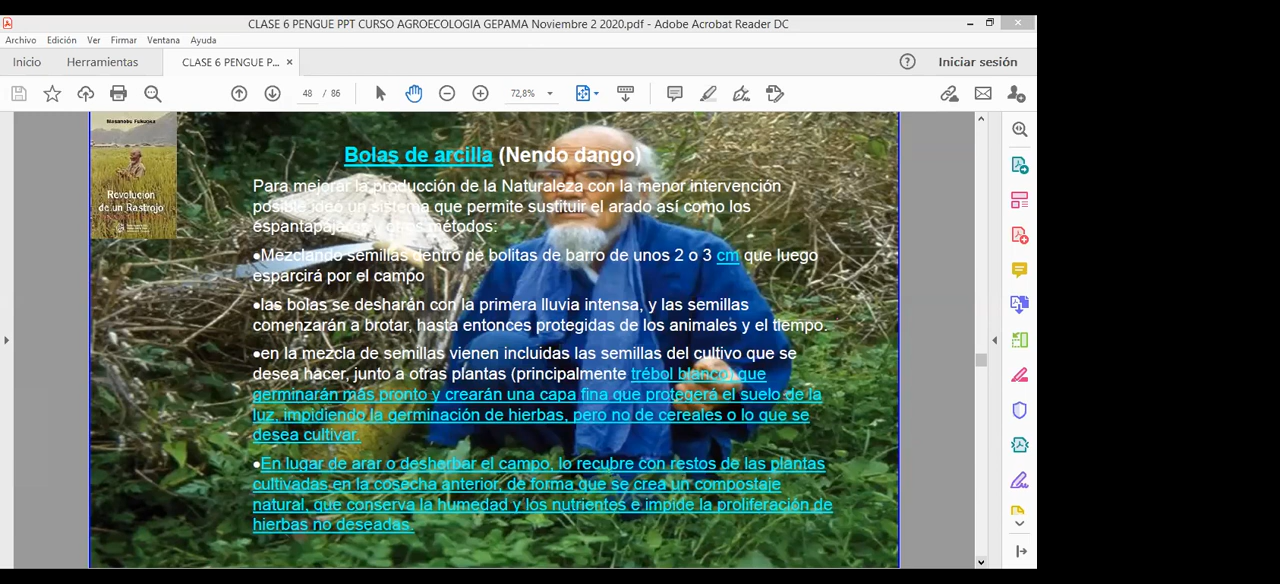 CLASE 6 PENGUE PPT CURSO AGROECOLOGIA GEPAMA Noviembre 2 2020.pdf - Adobe Acrobat Reader DC
Archivo Edición Ver Firmar Ventana Ayuda
Inicio Herramientas CLASE 6 PENGUE P... × Iniciar sesión
48 / 86 72,8%
Masanobu Fukuoka
Revolución
de un Rastrojo
Bolas de arcilla (Nendo dango)
Para mejorar la producción de la Naturaleza con la menor intervención
posible ideó un sistema que permite sustituir el arado así como los
espantapájaros y otros métodos:
•Mezclando semillas dentro de bolitas de barro de unos 2 o 3 cm que luego
esparcirá por el campo
•las bolas se desharán con la primera lluvia intensa, y las semillas
comenzarán a brotar, hasta entonces protegidas de los animales y el tiempo.
•en la mezcla de semillas vienen incluidas las semillas del cultivo que se
desea hacer, junto a otras plantas (principalmente trébol blanco) que
germinarán más pronto y crearán una capa fina que protegerá el suelo de la
luz, impidiendo la germinación de hierbas, pero no de cereales o lo que se
desea cultivar.
•En lugar de arar o desherbar el campo, lo recubre con restos de las plantas
cultivadas en la cosecha anterior, de forma que se crea un compostaje
natural, que conserva la humedad y los nutrientes e impide la proliferación de
hierbas no deseadas.